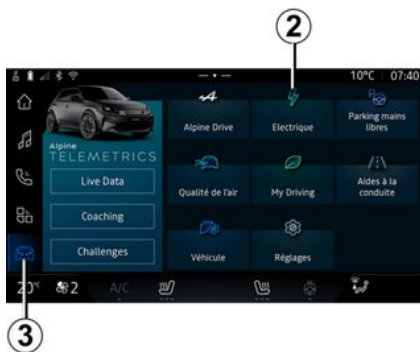 2
10°C 07:40
Alpine
TELEMETRICS
Live Data
Coaching
Challenges
Alpine Drive
Electrique
Parking mains
libres
Qualité de l'air
My Driving
Aides à la
conduite
Véhicule
Réglages
20°C
2
A/C
3